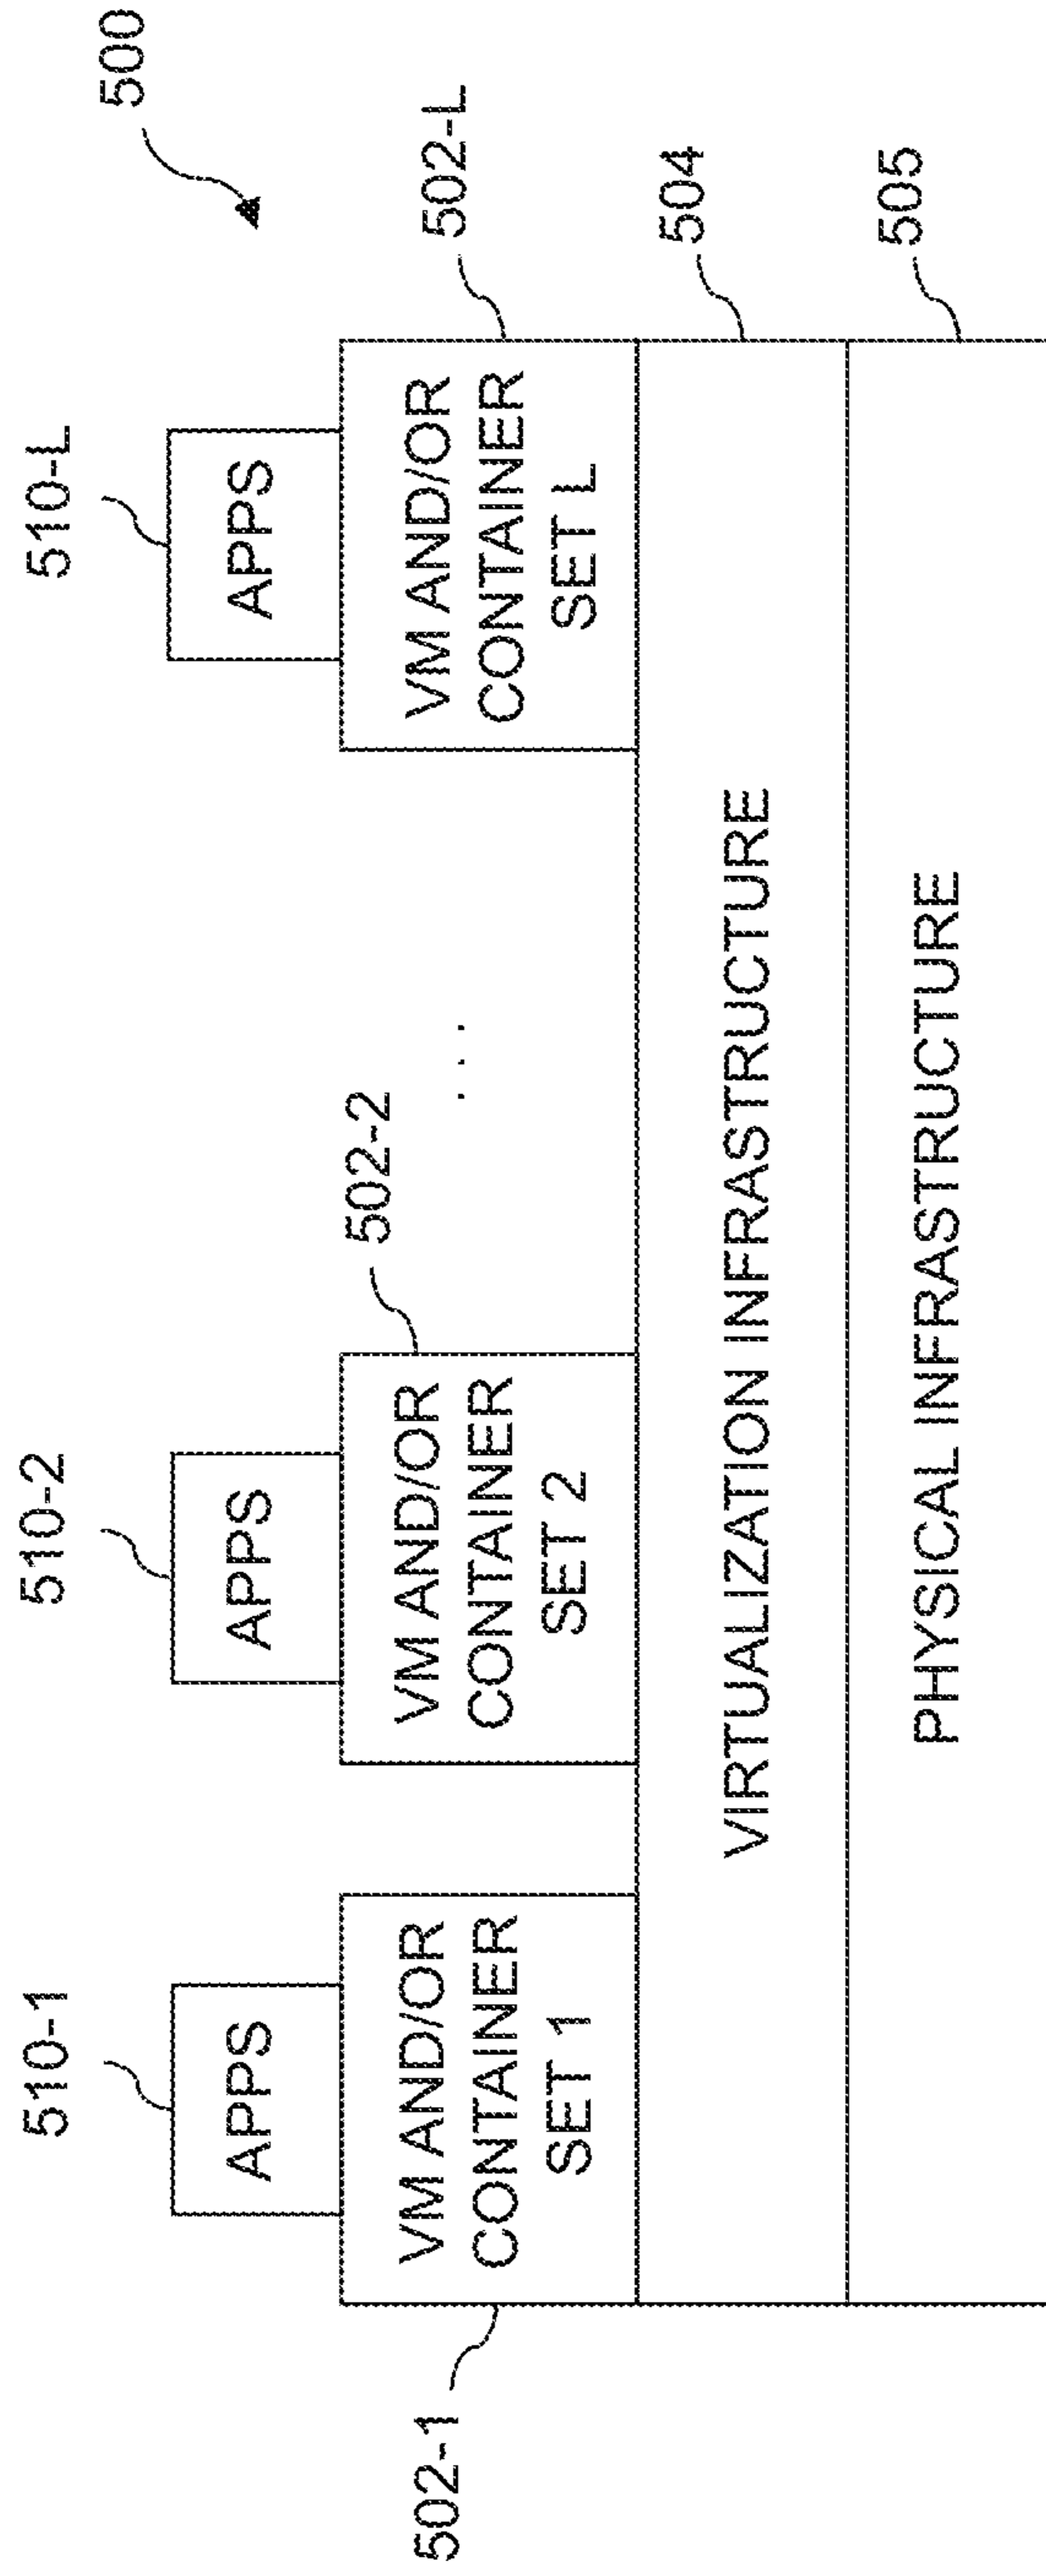 500
510-1
510-2
510-L
APPS
APPS
APPS
502-1
VM AND/OR
CONTAINER
SET 1
VM AND/OR
CONTAINER
SET 2
502-2
. . .
VM AND/OR
CONTAINER
SET L
502-L
VIRTUALIZATION INFRASTRUCTURE
504
PHYSICAL INFRASTRUCTURE
505